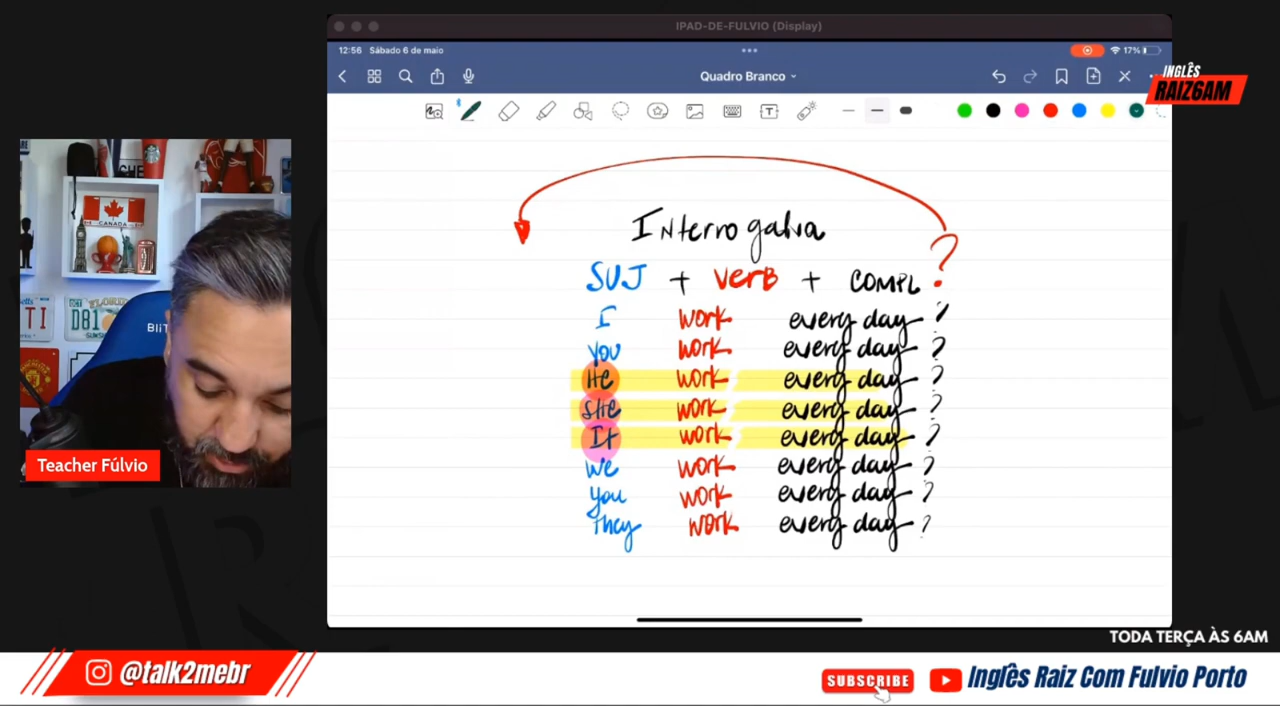 IPAD-DE-FULVIO (Display)
12:56 Sábado 6 de maio
17%
Quadro Branco
INGLÊS
RAIZ6AM
Interrogativa
SUJ + Verb + COMPL ?
I work every day ?
You work every day ?
He work every day ?
She work every day ?
It work every day ?
we work every day ?
you work every day ?
they work every day ?
CANADA
BLIT
Teacher Fúlvio
TODA TERÇA ÀS 6AM
@talk2mebr
SUBSCRIBE
Inglês Raiz Com Fulvio Porto